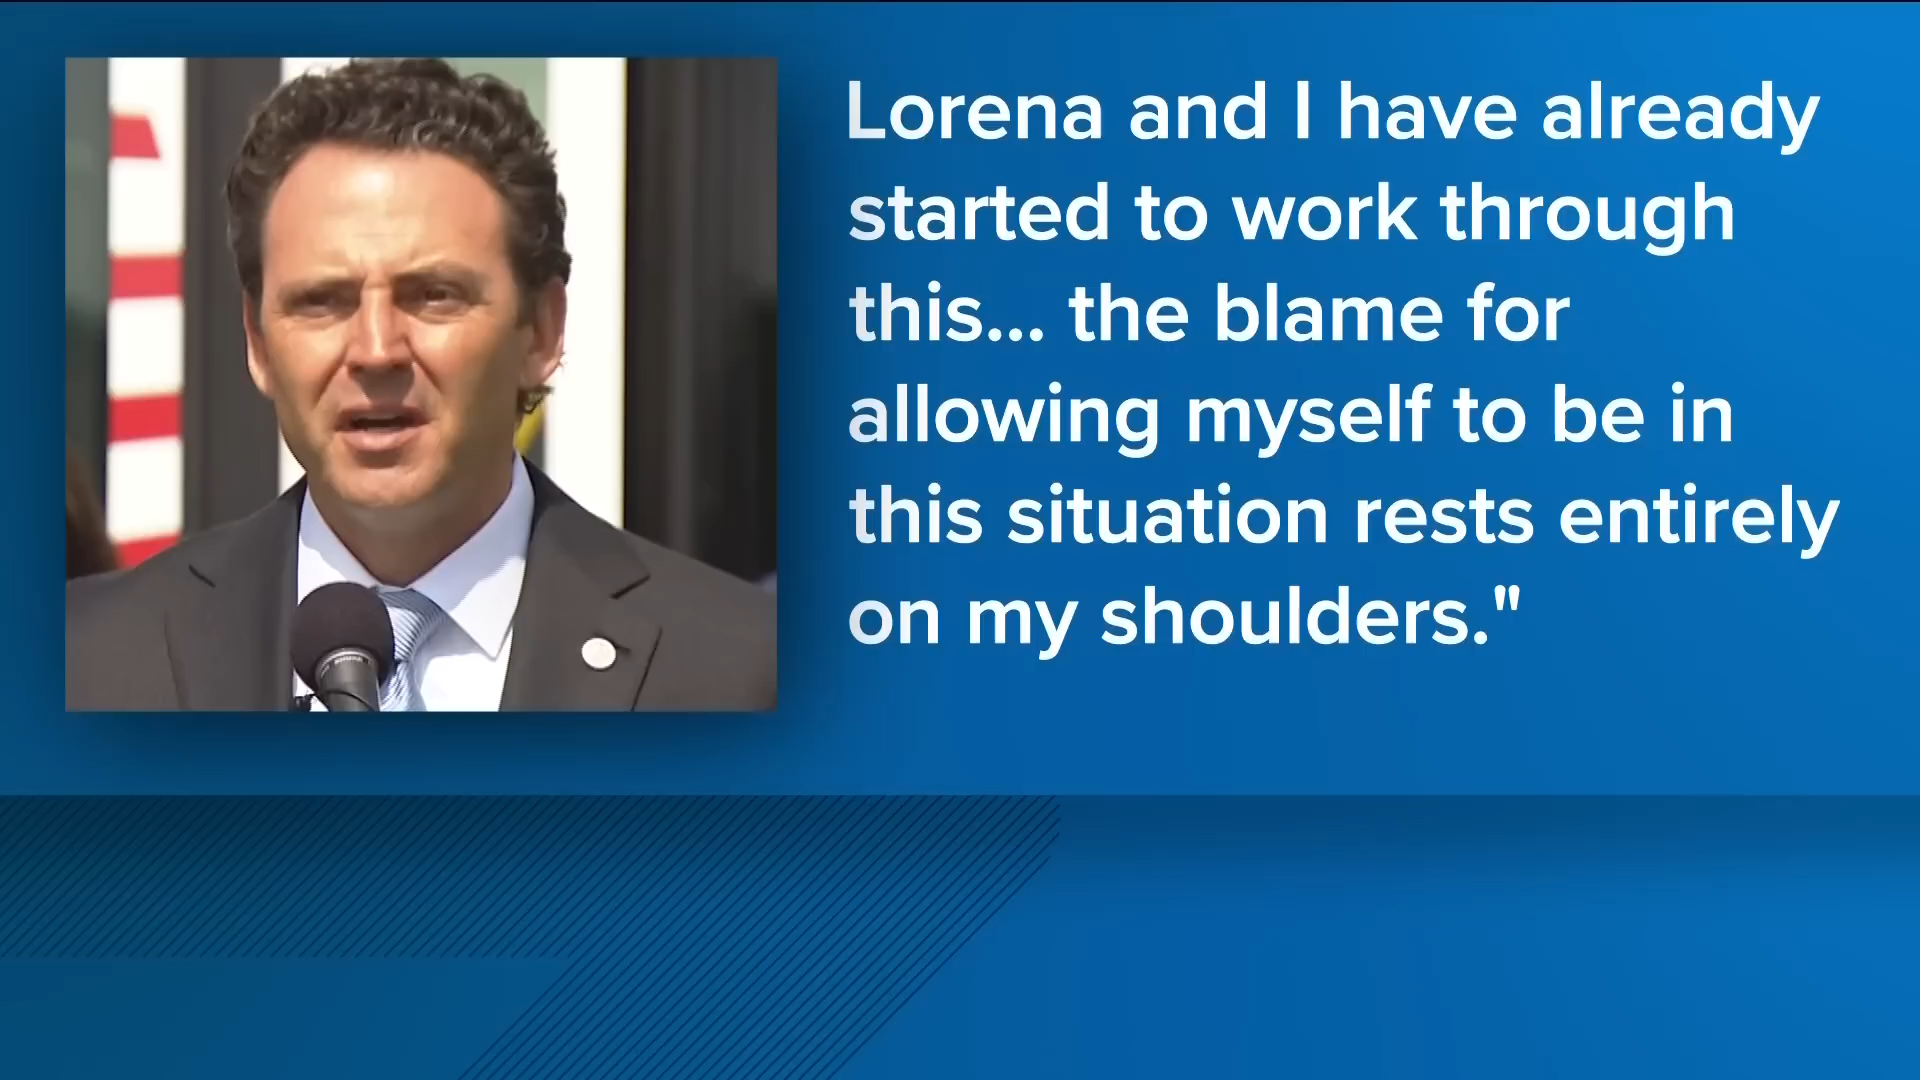 Lorena and I have already
started to work through
this... the blame for
allowing myself to be in
this situation rests entirely
on my shoulders."